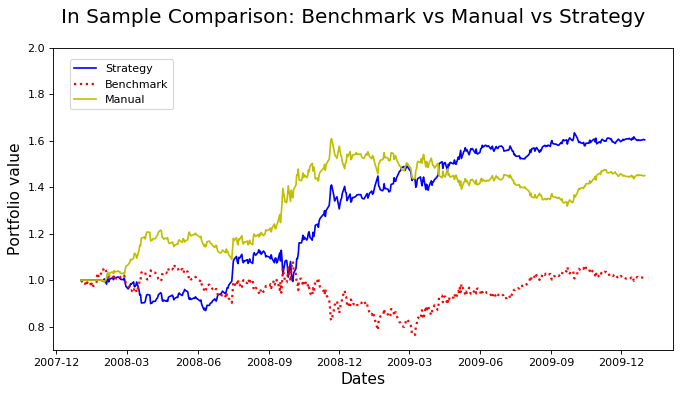 In Sample Comparison: Benchmark vs Manual vs Strategy
2.0
1.8
1.6
1.4
1.2
1.0
0.8
Portfolio value
Strategy
Benchmark
Manual
2007-12 2008-03 2008-06 2008-09 2008-12 2009-03 2009-06 2009-09 2009-12
Dates